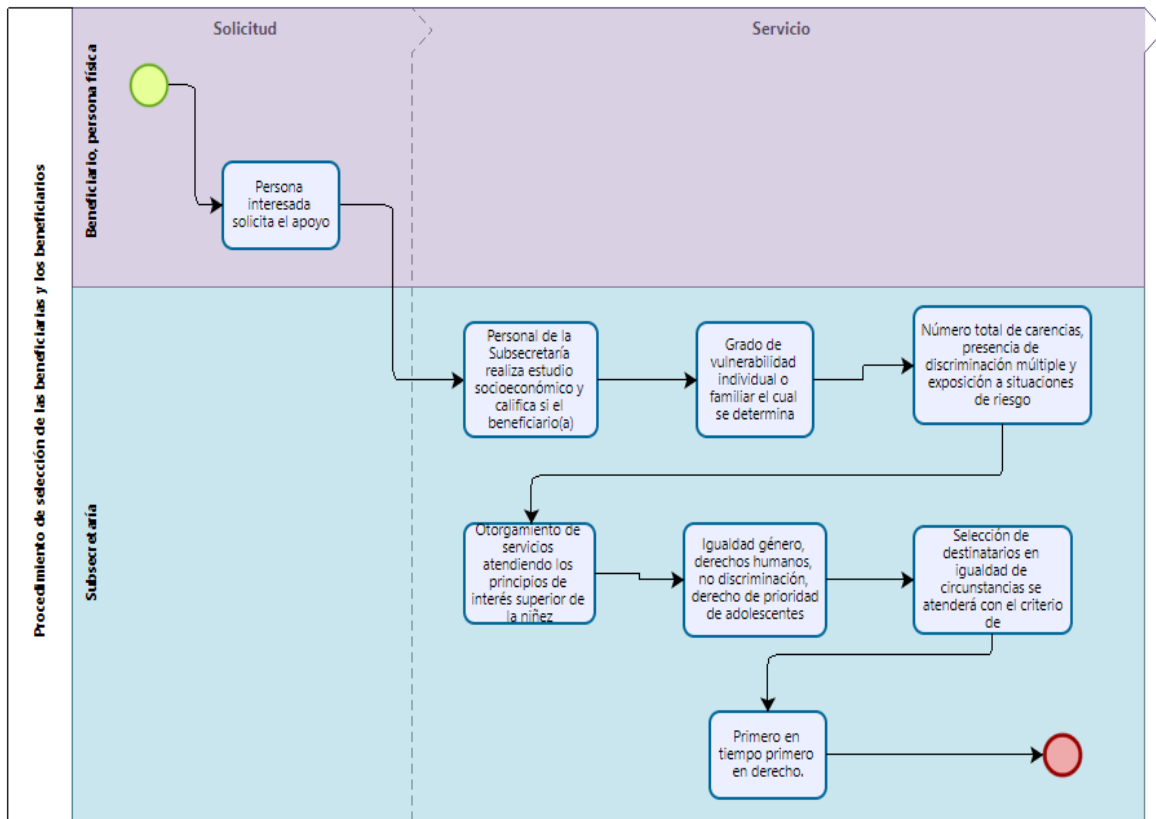 Solicitud
Servicio
Procedimiento de selección de las beneficiarias y los beneficiarios
Beneficiario, persona física
Persona
interesada
solicita el apoyo
Subsecretaría
Personal de la
Subsecretaría
realiza estudio
socioeconómico y
califica si el
beneficiario(a)
Grado de
vulnerabilidad
individual o
familiar el cual
se determina
Número total de carencias,
presencia de
discriminación múltiple y
exposición a situaciones
de riesgo
Otorgamiento de
servicios
atendiendo los
principios de
interés superior de
la niñez
Igualdad género,
derechos humanos,
no discriminación,
derecho de prioridad
de adolescentes
Selección de
destinatarios en
igualdad de
circunstancias se
atenderá con el criterio
de
Primero en
tiempo primero
en derecho.